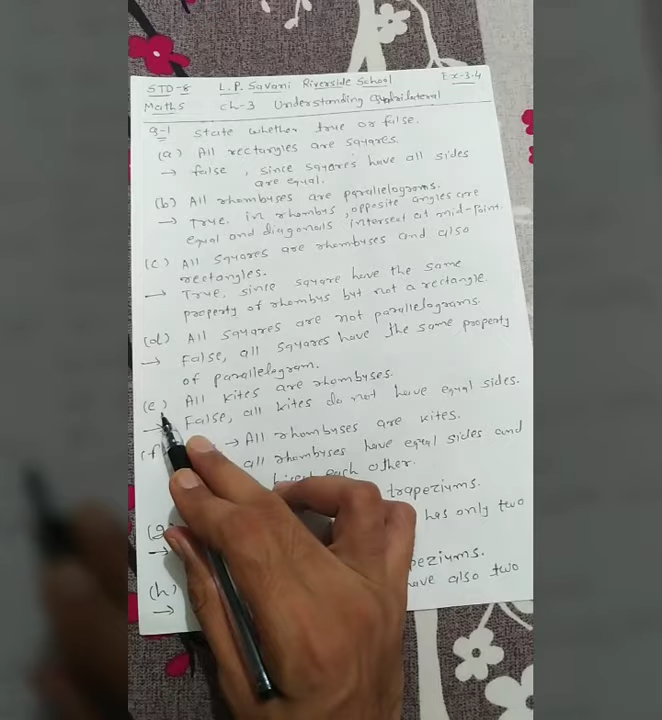 STD-8 L.P. Savani Riverside School Ex-3.4
Maths Ch-3 Understanding Quadrilateral
Q-1 State whether true or false.
(a) All rectangles are squares.
→ false, since squares have all sides
are equal.
(b) All rhombuses are parallelograms.
→ True. in rhombus, opposite angles are
equal and diagonals intersect at mid-point.
(c) All squares are rhombuses and also
rectangles.
→ True, since square have the same
property of rhombus but not a rectangle.
(d) All squares are not parallelograms.
→ False, all squares have the same property
of parallelogram.
(e) All kites are rhombuses.
→ False, all kites do not have equal sides.
(f → All rhombuses are kites.
all rhombuses have equal sides and
each other.
(g trapeziums.
→ has only two
(h)
→ have also two